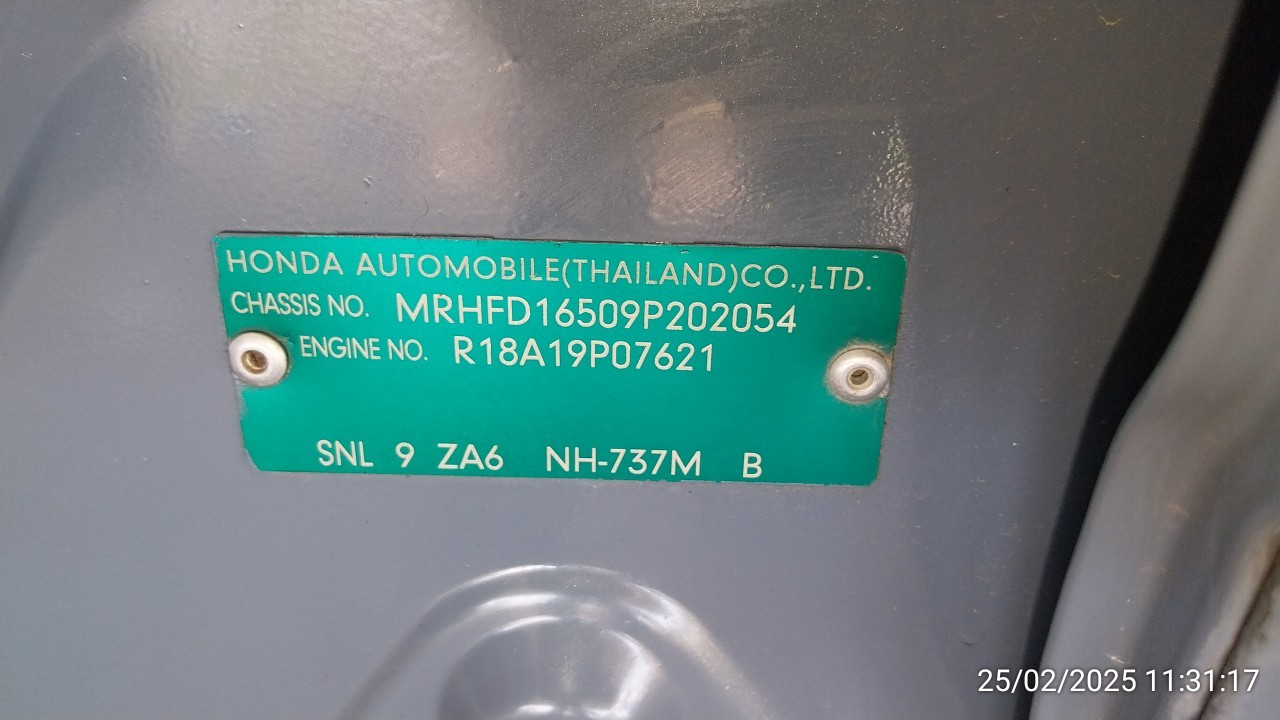 HONDA AUTOMOBILE(THAILAND)CO.,LTD.
CHASSIS NO. MRHFD16509P202054
ENGINE NO. R18A19P07621
SNL 9 ZA6 NH-737M B
25/02/2025 11:31:17